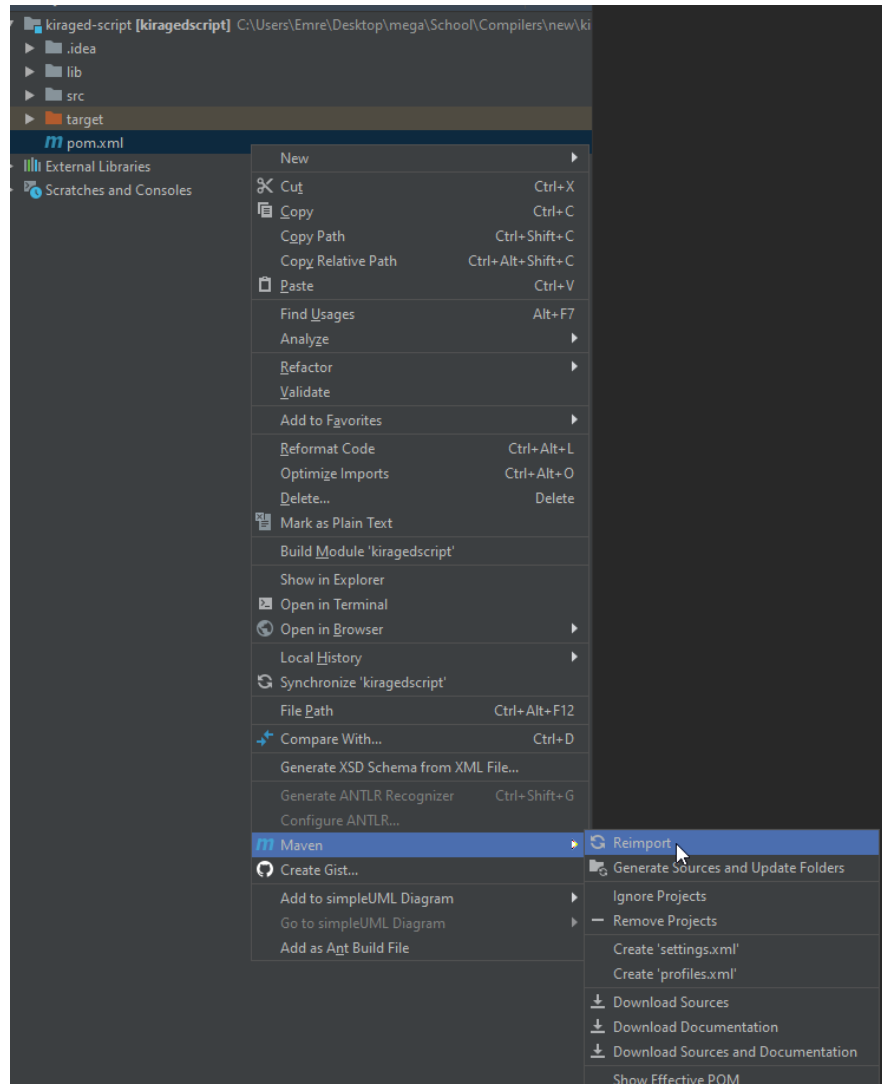 kiraged-script [kiragedscript] C:\Users\Emre\Desktop\mega\School\Compilers\new\ki
.idea
lib
src
target
pom.xml
External Libraries
Scratches and Consoles
New
Cut Ctrl+X
Copy Ctrl+C
Copy Path Ctrl+Shift+C
Copy Relative Path Ctrl+Alt+Shift+C
Paste Ctrl+V
Find Usages Alt+F7
Analyze
Refactor
Validate
Add to Favorites
Reformat Code Ctrl+Alt+L
Optimize Imports Ctrl+Alt+O
Delete... Delete
Mark as Plain Text
Build Module 'kiragedscript'
Show in Explorer
Open in Terminal
Open in Browser
Local History
Synchronize 'kiragedscript'
File Path Ctrl+Alt+F12
Compare With... Ctrl+D
Generate XSD Schema from XML File...
Generate ANTLR Recognizer Ctrl+Shift+G
Configure ANTLR...
Maven
Create Gist...
Add to simpleUML Diagram
Go to simpleUML Diagram
Add as Ant Build File
Reimport
Generate Sources and Update Folders
Ignore Projects
Remove Projects
Create 'settings.xml'
Create 'profiles.xml'
Download Sources
Download Documentation
Download Sources and Documentation
Show Effective POM